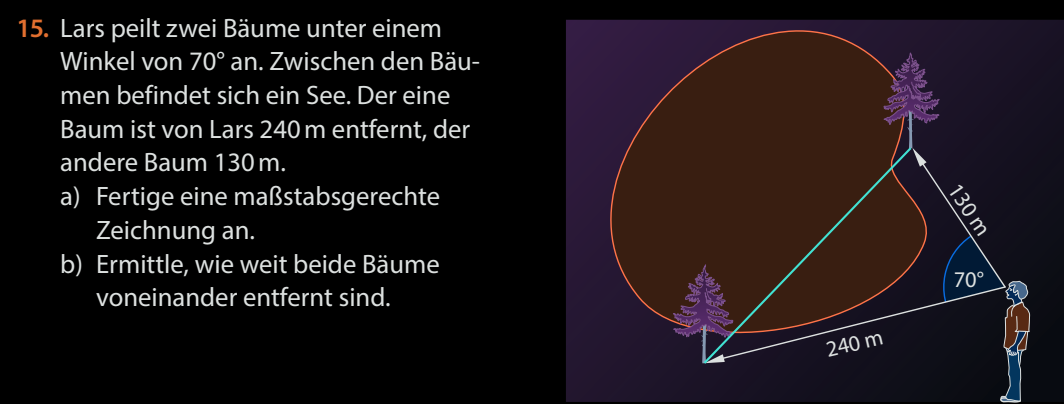 15. Lars peilt zwei Bäume unter einem
Winkel von 70° an. Zwischen den Bäu-
men befindet sich ein See. Der eine
Baum ist von Lars 240 m entfernt, der
andere Baum 130 m.
a) Fertige eine maßstabsgerechte
Zeichnung an.
b) Ermittle, wie weit beide Bäume
voneinander entfernt sind.
130 m
70°
240 m